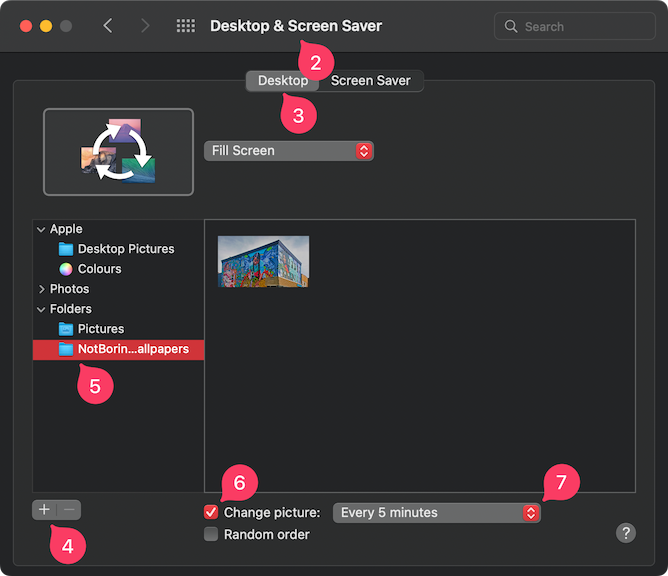 Desktop & Screen Saver
Search
2
Desktop
Screen Saver
3
Fill Screen
Apple
Desktop Pictures
Colours
Photos
Folders
Pictures
NotBorin...allpapers
5
6
7
Change picture:
Every 5 minutes
Random order
?
4